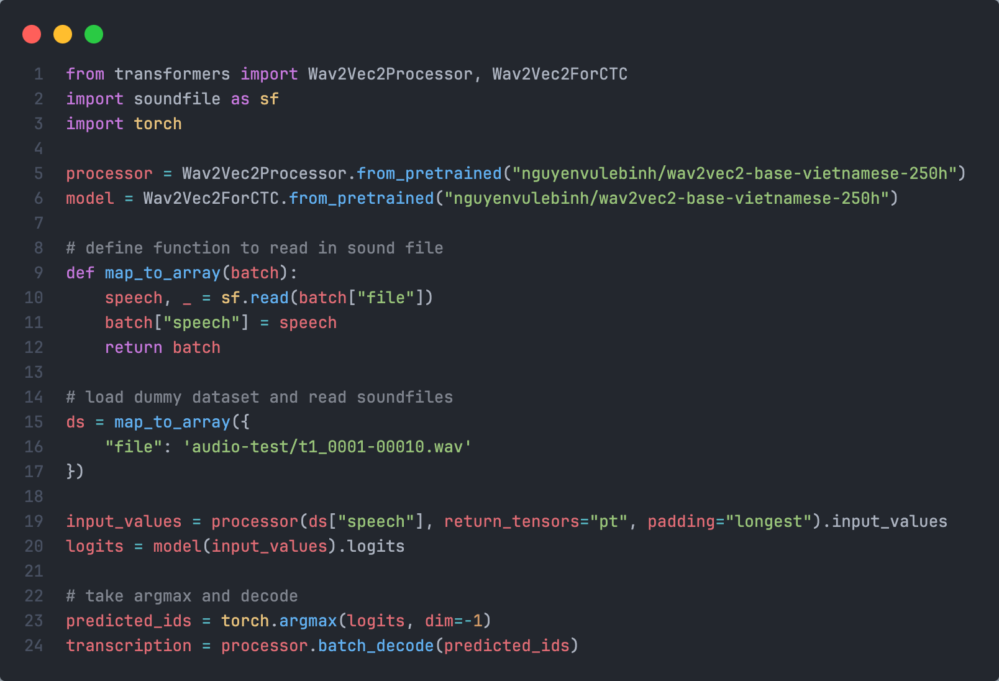 1 from transformers import Wav2Vec2Processor, Wav2Vec2ForCTC
2 import soundfile as sf
3 import torch
4
5 processor = Wav2Vec2Processor.from_pretrained("nguyenvulebinh/wav2vec2-base-vietnamese-250h")
6 model = Wav2Vec2ForCTC.from_pretrained("nguyenvulebinh/wav2vec2-base-vietnamese-250h")
7
8 # define function to read in sound file
9 def map_to_array(batch):
10     speech, _ = sf.read(batch["file"])
11     batch["speech"] = speech
12     return batch
13
14 # load dummy dataset and read soundfiles
15 ds = map_to_array({
16     "file": 'audio-test/t1_0001-00010.wav'
17 })
18
19 input_values = processor(ds["speech"], return_tensors="pt", padding="longest").input_values
20 logits = model(input_values).logits
21
22 # take argmax and decode
23 predicted_ids = torch.argmax(logits, dim=-1)
24 transcription = processor.batch_decode(predicted_ids)